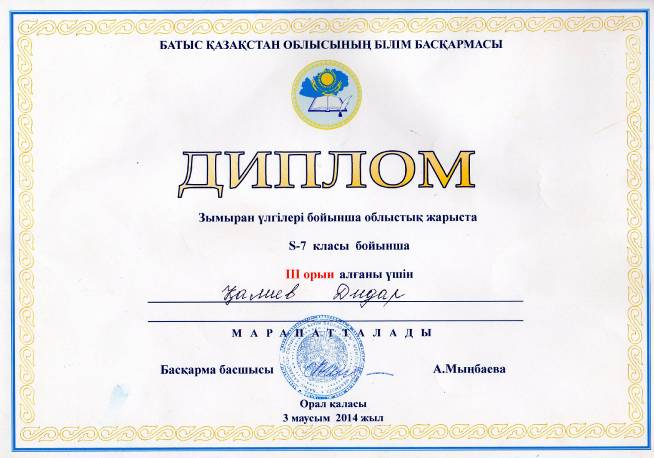 БАТЫС ҚАЗАҚСТАН ОБЛЫСЫНЫҢ БІЛІМ БАСҚАРМАСЫ
ДИПЛОМ
Зымыран үлгілері бойынша облыстық жарыста
S-7 класы бойынша
III орын алғаны үшін
Қалиев Дидар
МАРАПАТТАЛАДЫ
Басқарма басшысы А.Мыңбаева
Орал қаласы
3 маусым 2014 жыл